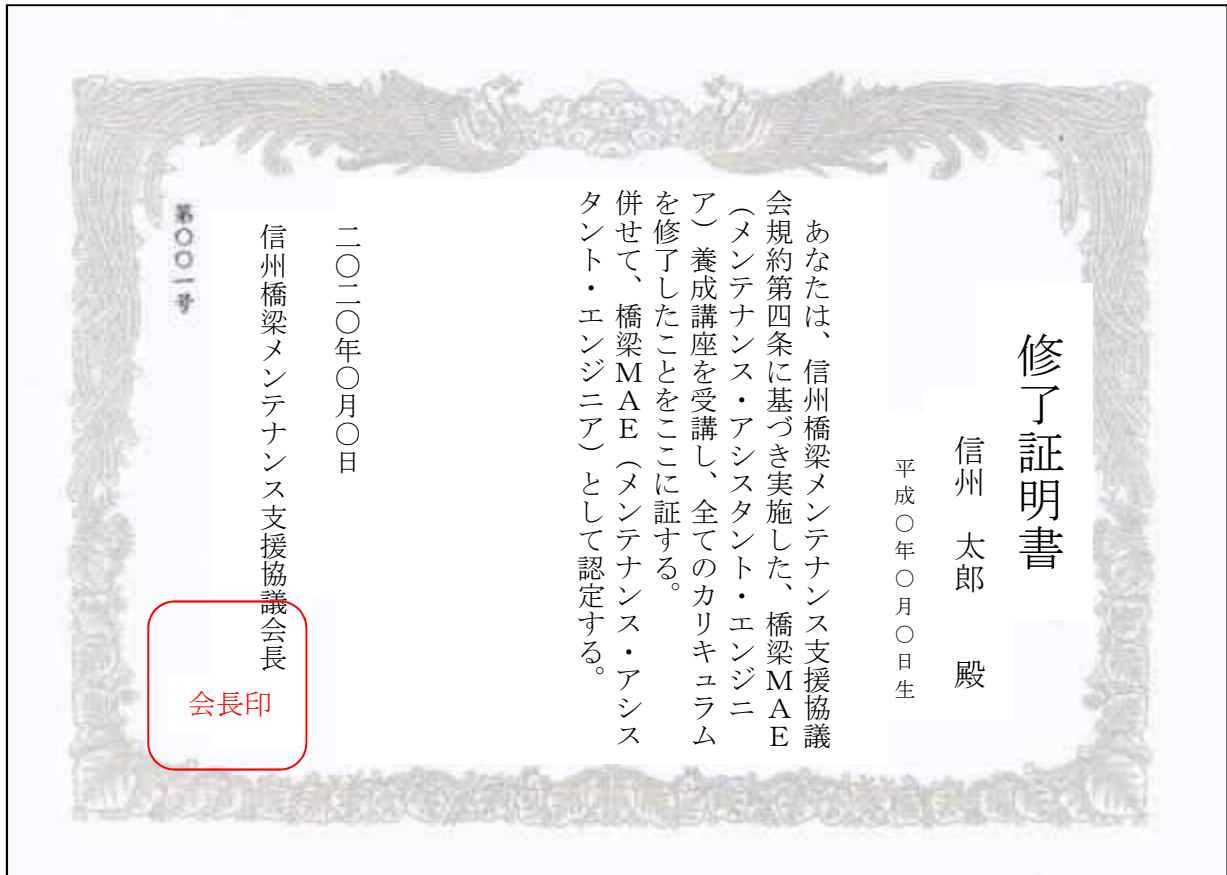 修了証明書
信州　太郎　殿
平成〇年〇月〇日生
あなたは、信州橋梁メンテナンス支援協議
会規約第四条に基づき実施した、橋梁ＭＡＥ
（メンテナンス・アシスタント・エンジニ
ア）養成講座を受講し、全てのカリキュラム
を修了したことをここに証する。
併せて、橋梁ＭＡＥ（メンテナンス・アシス
タント・エンジニア）として認定する。
二〇二〇年〇月〇日
信州橋梁メンテナンス支援協議会長
会長印
第〇〇一号